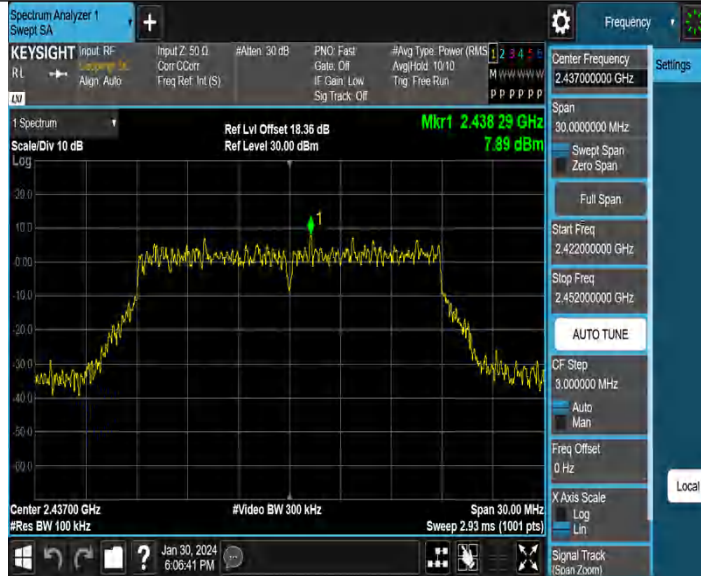 Spectrum Analyzer 1
Swept SA
+
Frequency
KEYSIGHT
RL
Input: RF
Align: Auto
Input Z: 50 Ω
Corr CCorr
Freq Ref: Int (S)
#Atten: 30 dB
PNO: Fast
Gate: Off
IF Gain: Low
Sig Track: Off
#Avg Type: Power (RMS
Avg|Hold: 10/10
Trig: Free Run
1 2 3 4 5 6
M W W W W W
P P P P P P
1 Spectrum
Scale/Div 10 dB
Log
Ref Lvl Offset 18.36 dB
Ref Level 30.00 dBm
Mkr1 2.438 29 GHz
7.89 dBm
20.0
10.0
0.00
-10.0
-20.0
-30.0
-40.0
-50.0
-60.0
1
Center 2.43700 GHz
#Res BW 100 kHz
#Video BW 300 kHz
Span 30.00 MHz
Sweep 2.93 ms (1001 pts)
?
Jan 30, 2024
6:06:41 PM
Center Frequency
2.437000000 GHz
Settings
Span
30.0000000 MHz
Swept Span
Zero Span
Full Span
Start Freq
2.422000000 GHz
Stop Freq
2.452000000 GHz
AUTO TUNE
CF Step
3.000000 MHz
Auto
Man
Freq Offset
0 Hz
X Axis Scale
Log
Lin
Signal Track
(Span Zoom)
Local